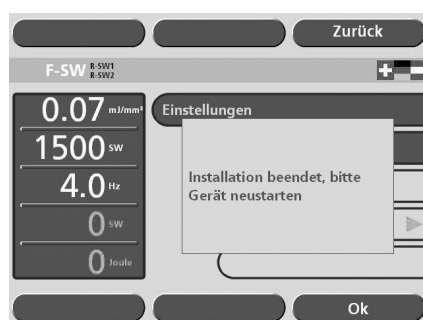 Zurück
F-SW R-SW1
R-SW2
0.07 mJ/mm²
Einstellungen
1500 SW
4.0 Hz
Installation beendet, bitte
Gerät neustarten
0 SW
0 Joule
Ok